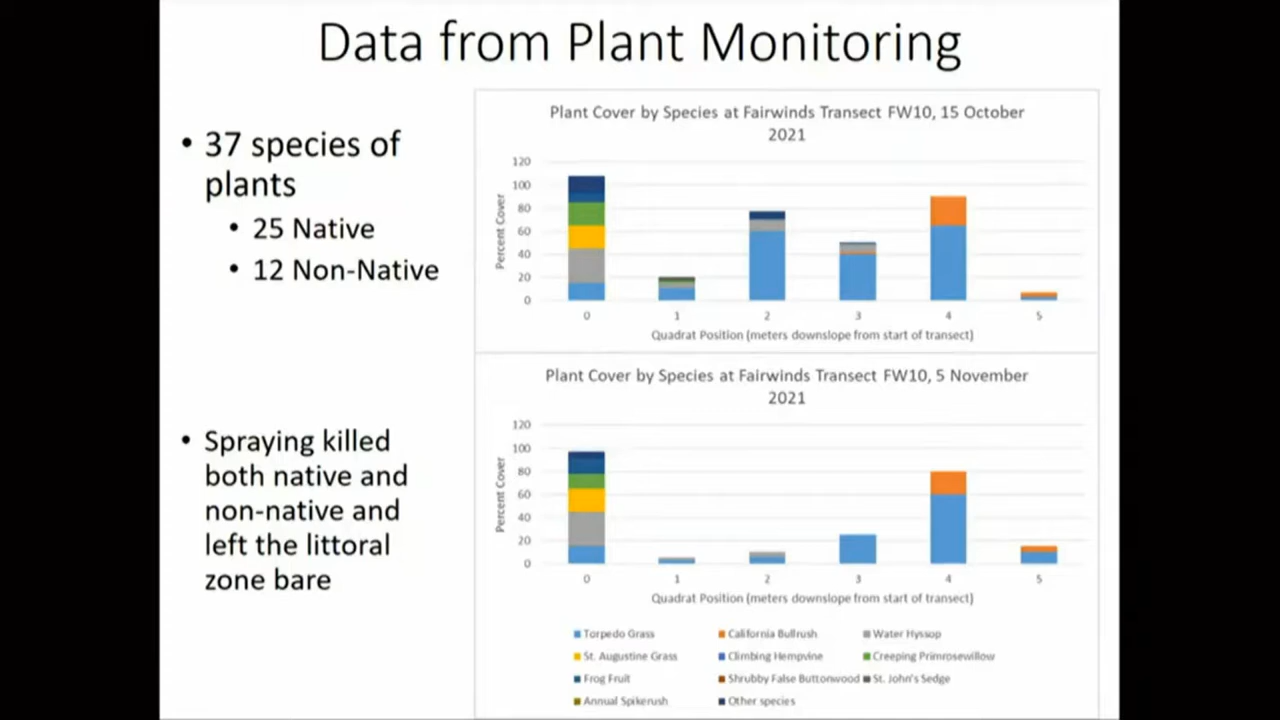 Data from Plant Monitoring
• 37 species of
plants
• 25 Native
• 12 Non-Native
• Spraying killed
both native and
non-native and
left the littoral
zone bare
Plant Cover by Species at Fairwinds Transect FW10, 15 October
2021
Percent Cover
120
100
80
60
40
20
0
0 1 2 3 4 5
Quadrat Position (meters downslope from start of transect)
Plant Cover by Species at Fairwinds Transect FW10, 5 November
2021
Percent Cover
120
100
80
60
40
20
0
0 1 2 3 4 5
Quadrat Position (meters downslope from start of transect)
Torpedo Grass California Bullrush Water Hyssop
St. Augustine Grass Climbing Hempvine Creeping Primrosewillow
Frog Fruit Shrubby False Buttonwood St. John's Sedge
Annual Spikerush Other species